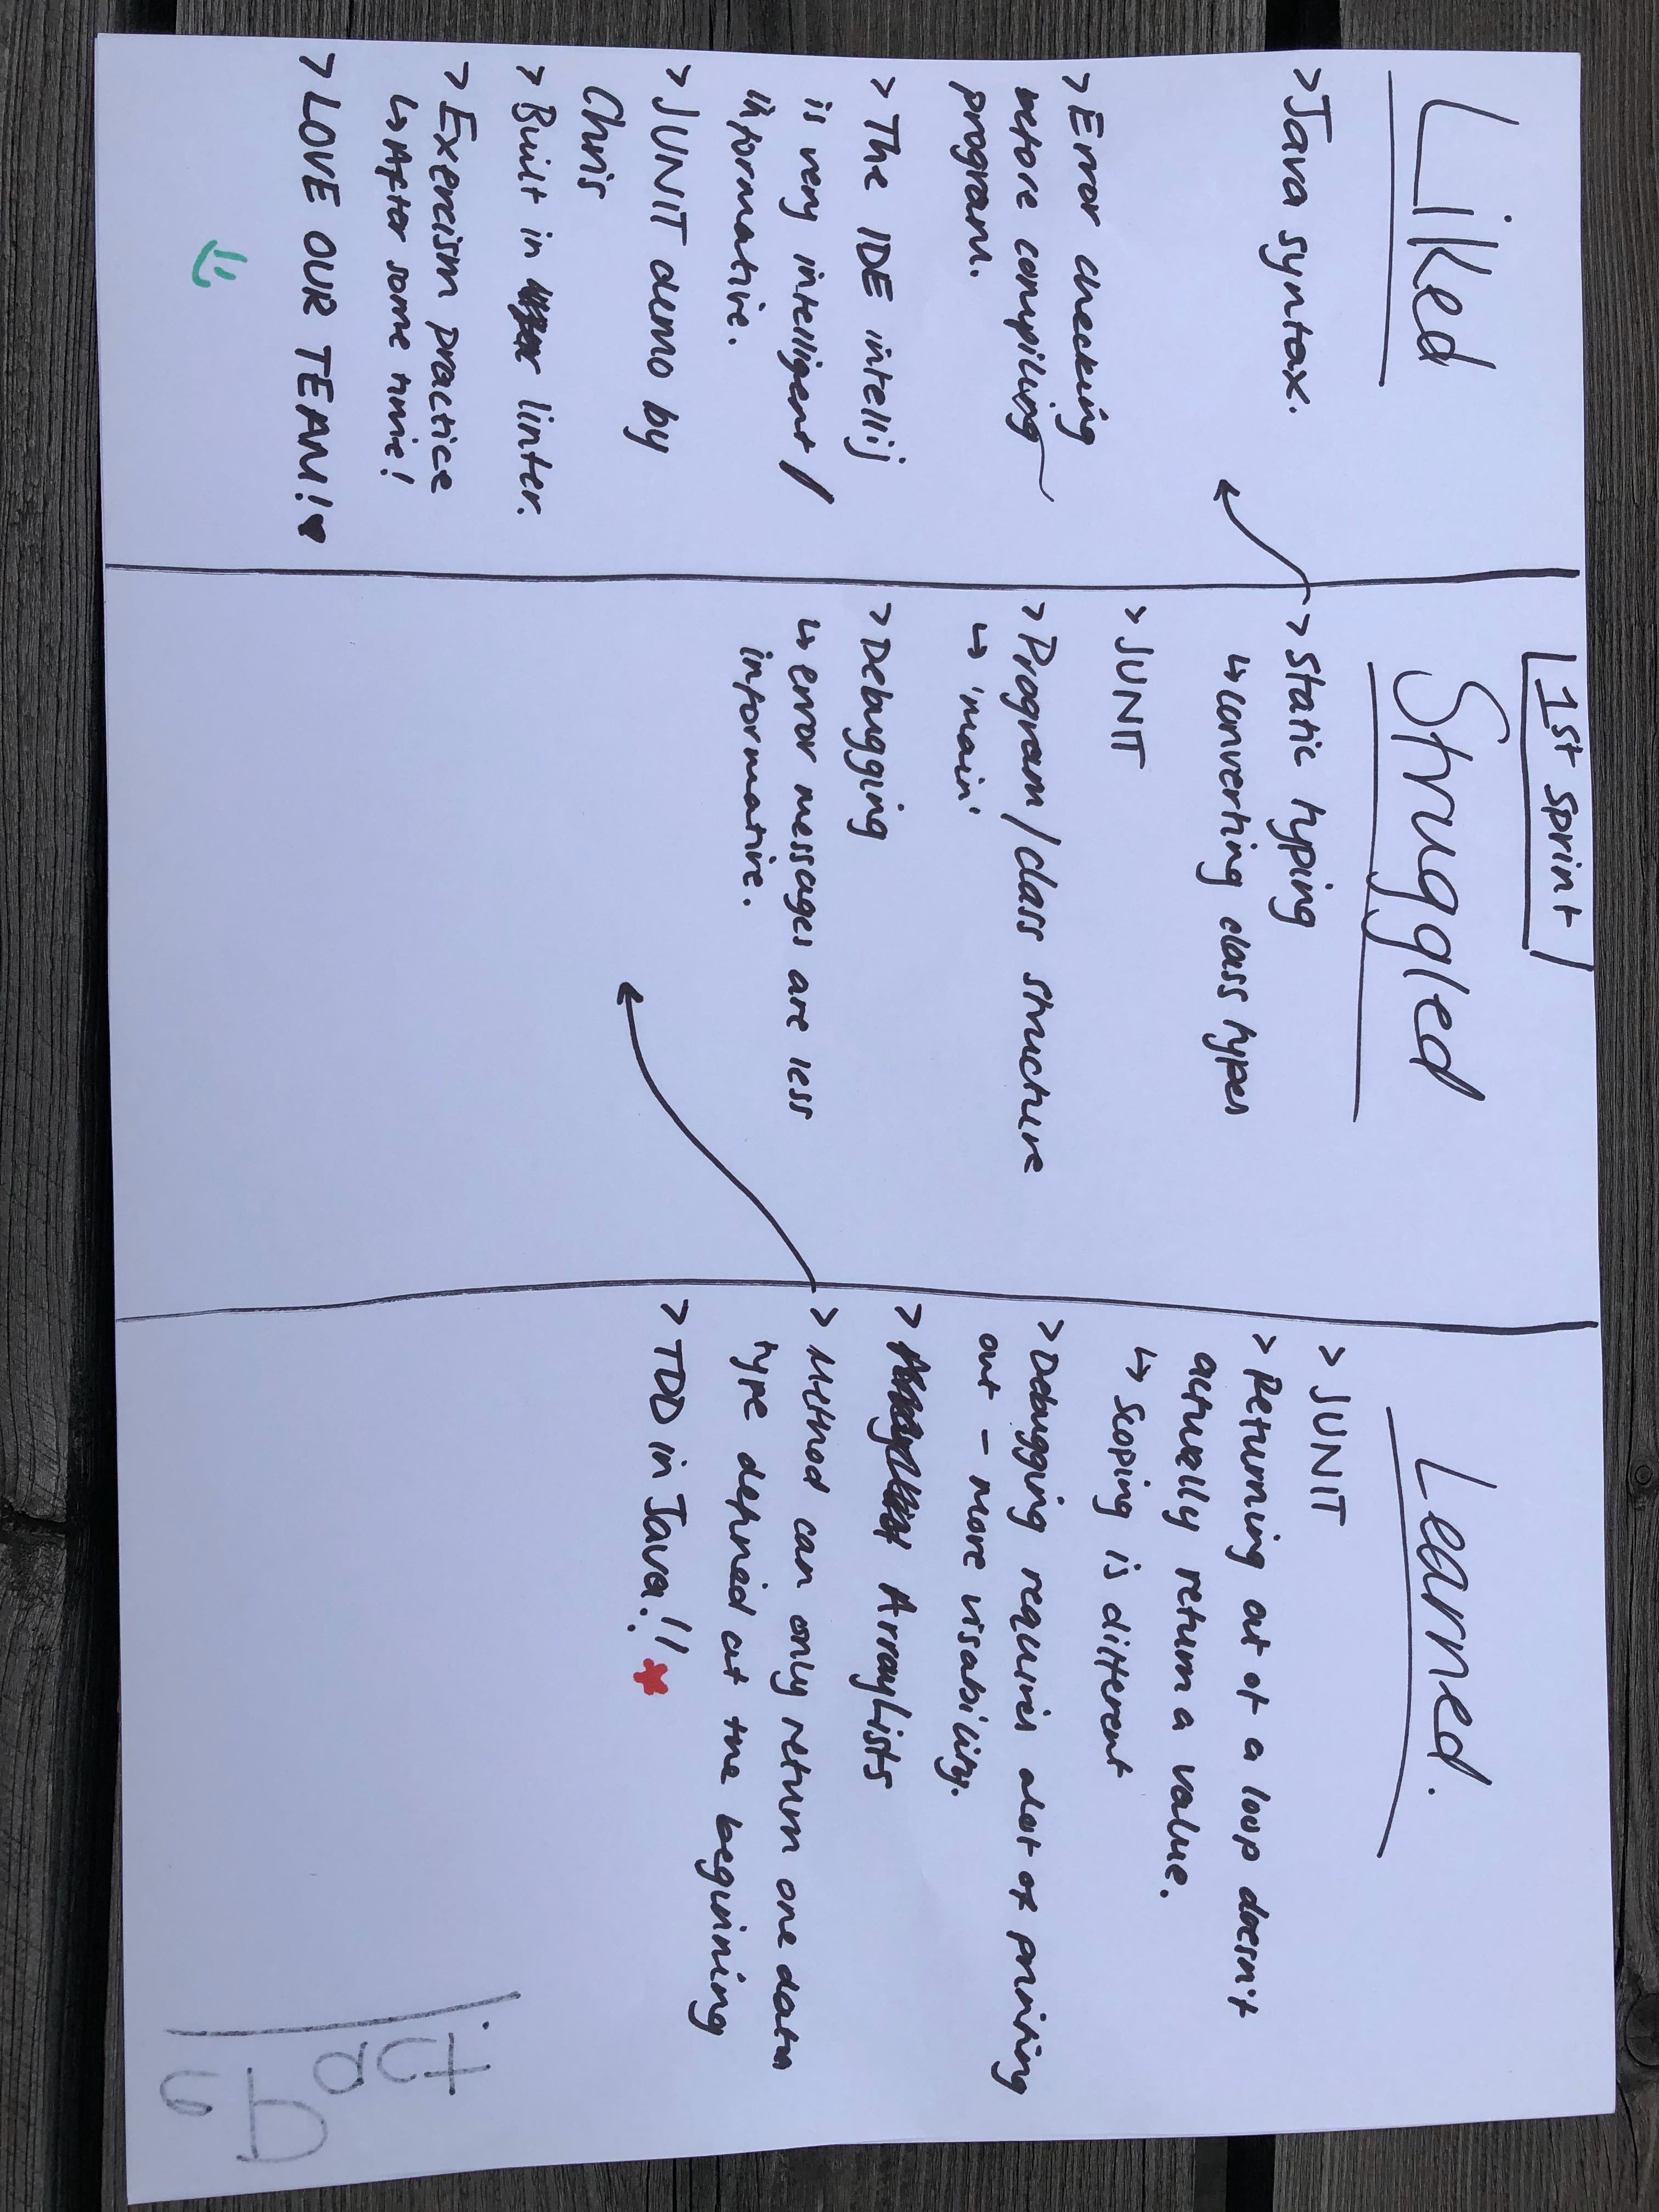 1st sprint
Liked
> Java syntax.
> Error checking
before compiling
program.
> The IDE intellij
is very intelligent /
informative.
> JUNIT demo by
Chris
> Built in linter.
> Exercism practice
↳ After some time!
> LOVE OUR TEAM! ♥
Struggled
> Static typing
↳ converting class types
> JUNIT
> Program / class structure
↳ 'main'
> Debugging
↳ error messages are less
informative.
Learned.
> JUNIT
> Returning out of a loop doesn't
actually return a value.
↳ Scoping is different
> Debugging requires alot of printing
out - more visability.
> ArrayLists
> Method can only return one data
type defined at the beginining
> TDD in Java!!